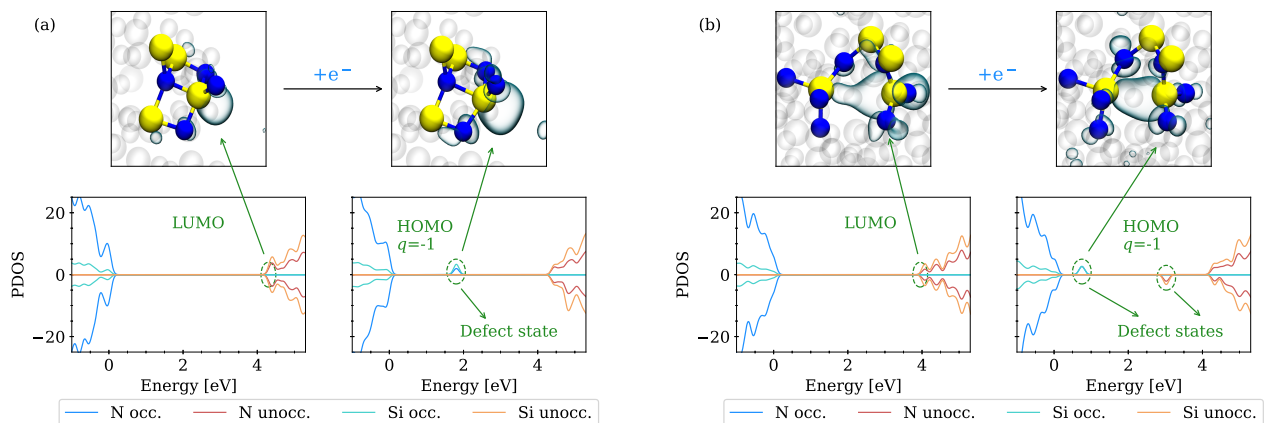 (a)
+e⁻
LUMO
HOMO
q=-1
Defect state
PDOS
20
0
−20
0
2
4
0
2
4
Energy [eV]
Energy [eV]
N occ.
N unocc.
Si occ.
Si unocc.
(b)
+e⁻
LUMO
HOMO
q=-1
Defect states
PDOS
20
0
−20
0
2
4
0
2
4
Energy [eV]
Energy [eV]
N occ.
N unocc.
Si occ.
Si unocc.